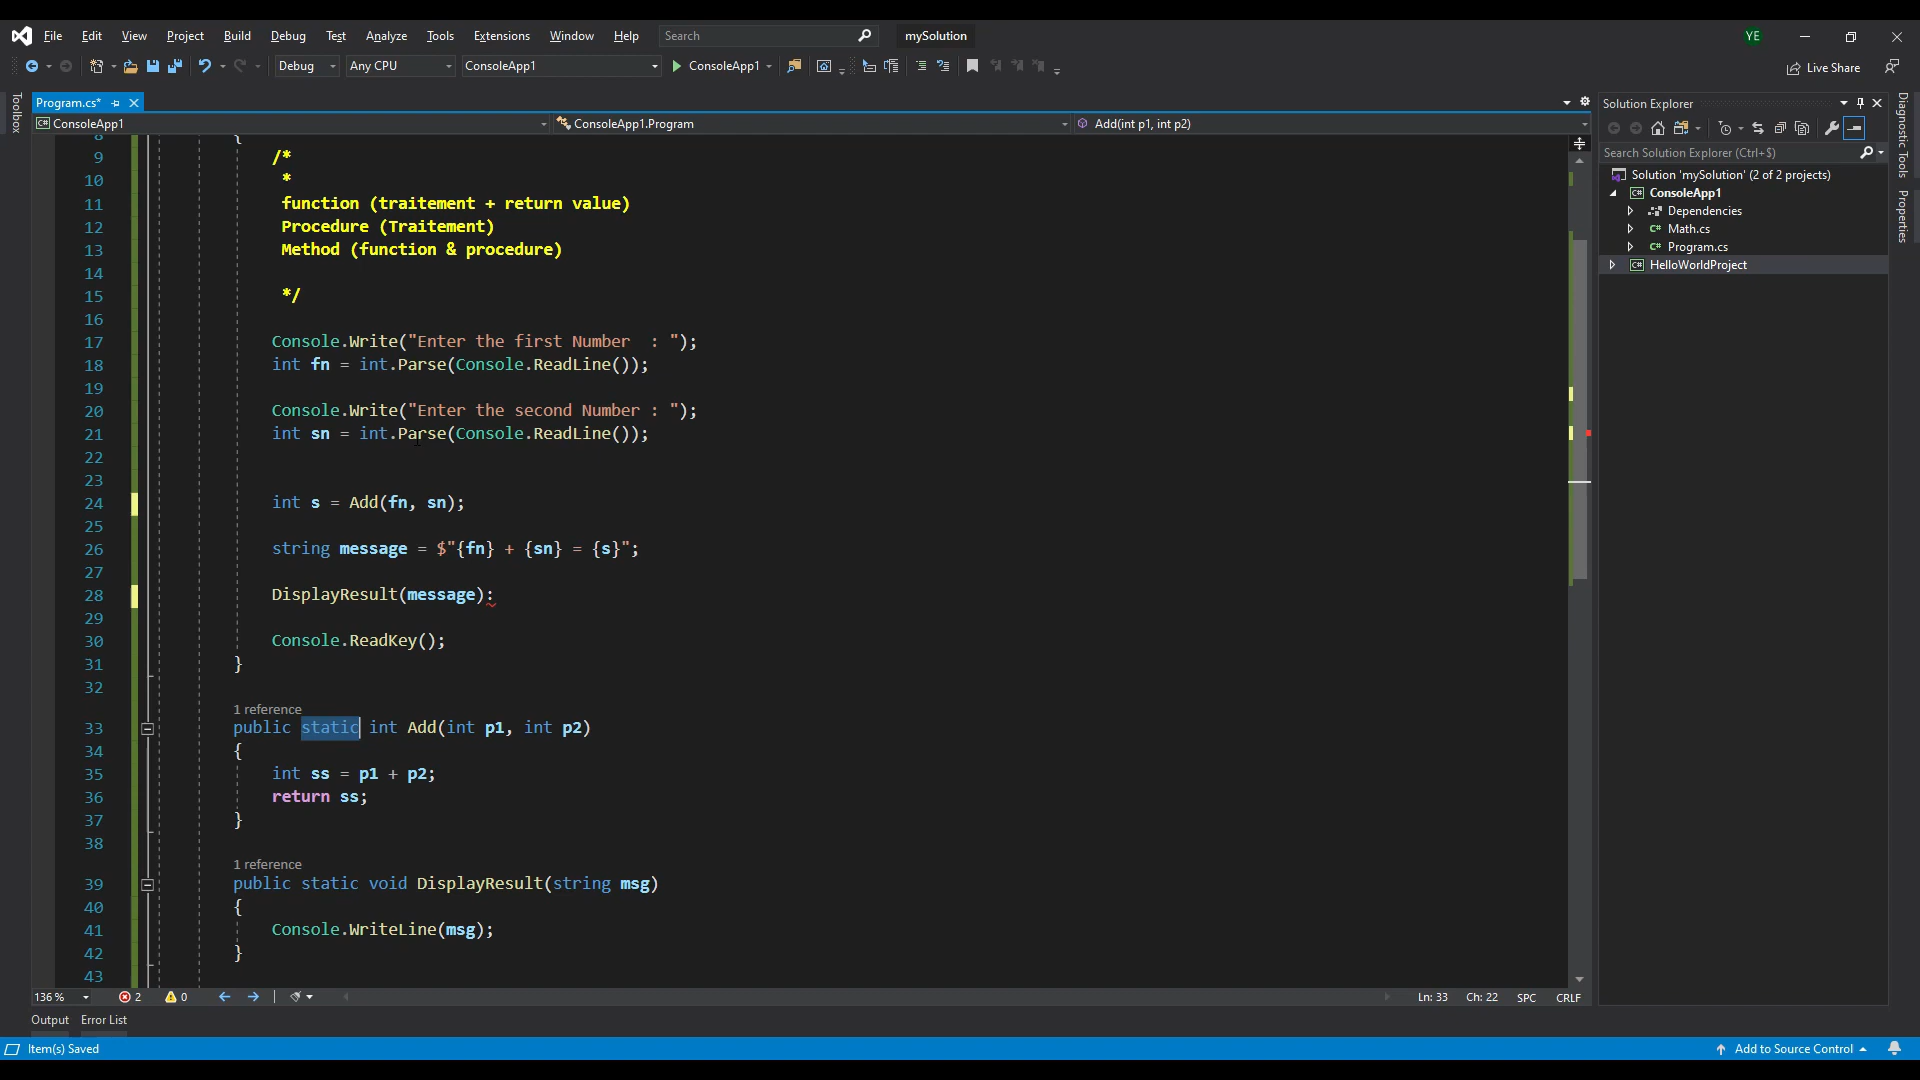 File Edit View Project Build Debug Test Analyze Tools Extensions Window Help Search mySolution YE
Debug Any CPU ConsoleApp1 ConsoleApp1 Live Share
Toolbox
Program.cs*
ConsoleApp1 ConsoleApp1.Program Add(int p1, int p2)
8 {
9 /*
10 *
11 function (traitement + return value)
12 Procedure (Traitement)
13 Method (function & procedure)
14
15 */
16
17 Console.Write("Enter the first Number  : ");
18 int fn = int.Parse(Console.ReadLine());
19
20 Console.Write("Enter the second Number : ");
21 int sn = int.Parse(Console.ReadLine());
22
23
24 int s = Add(fn, sn);
25
26 string message = $"{fn} + {sn} = {s}";
27
28 DisplayResult(message):
29
30 Console.ReadKey();
31 }
32
1 reference
33 public static int Add(int p1, int p2)
34 {
35 int ss = p1 + p2;
36 return ss;
37 }
38
1 reference
39 public static void DisplayResult(string msg)
40 {
41 Console.WriteLine(msg);
42 }
43
136 % 2 0 Ln: 33 Ch: 22 SPC CRLF
Output Error List
Item(s) Saved Add to Source Control
Solution Explorer
Search Solution Explorer (Ctrl+$)
Solution 'mySolution' (2 of 2 projects)
ConsoleApp1
Dependencies
C# Math.cs
C# Program.cs
C# HelloWorldProject
Diagnostic Tools
Properties